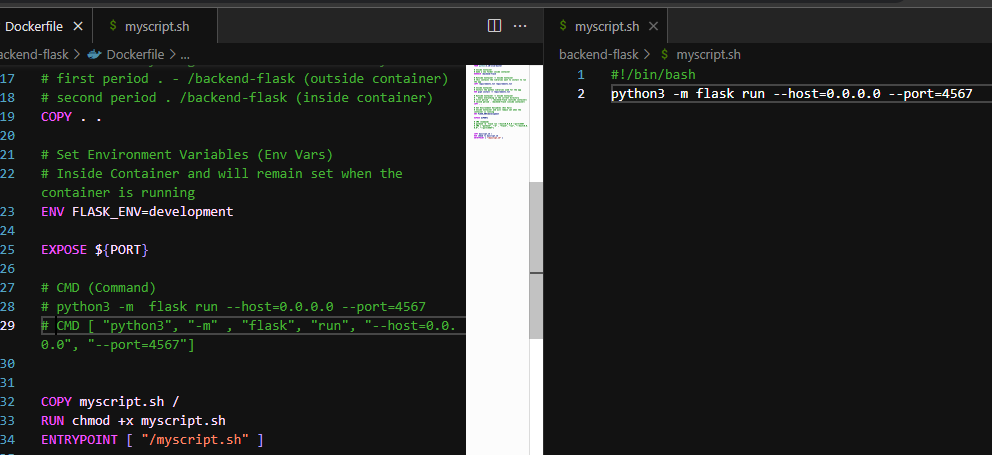 Dockerfile
$ myscript.sh
ackend-flask > Dockerfile > ...
17 # first period . - /backend-flask (outside container)
18 # second period . /backend-flask (inside container)
19 COPY . .
20
21 # Set Environment Variables (Env Vars)
22 # Inside Container and will remain set when the
container is running
23 ENV FLASK_ENV=development
24
25 EXPOSE ${PORT}
26
27 # CMD (Command)
28 # python3 -m  flask run --host=0.0.0.0 --port=4567
29 # CMD [ "python3", "-m" , "flask", "run", "--host=0.0.
0.0", "--port=4567"]
30
31
32 COPY myscript.sh /
33 RUN chmod +x myscript.sh
34 ENTRYPOINT [ "/myscript.sh" ]
$ myscript.sh
backend-flask > $ myscript.sh
1 #!/bin/bash
2 python3 -m flask run --host=0.0.0.0 --port=4567